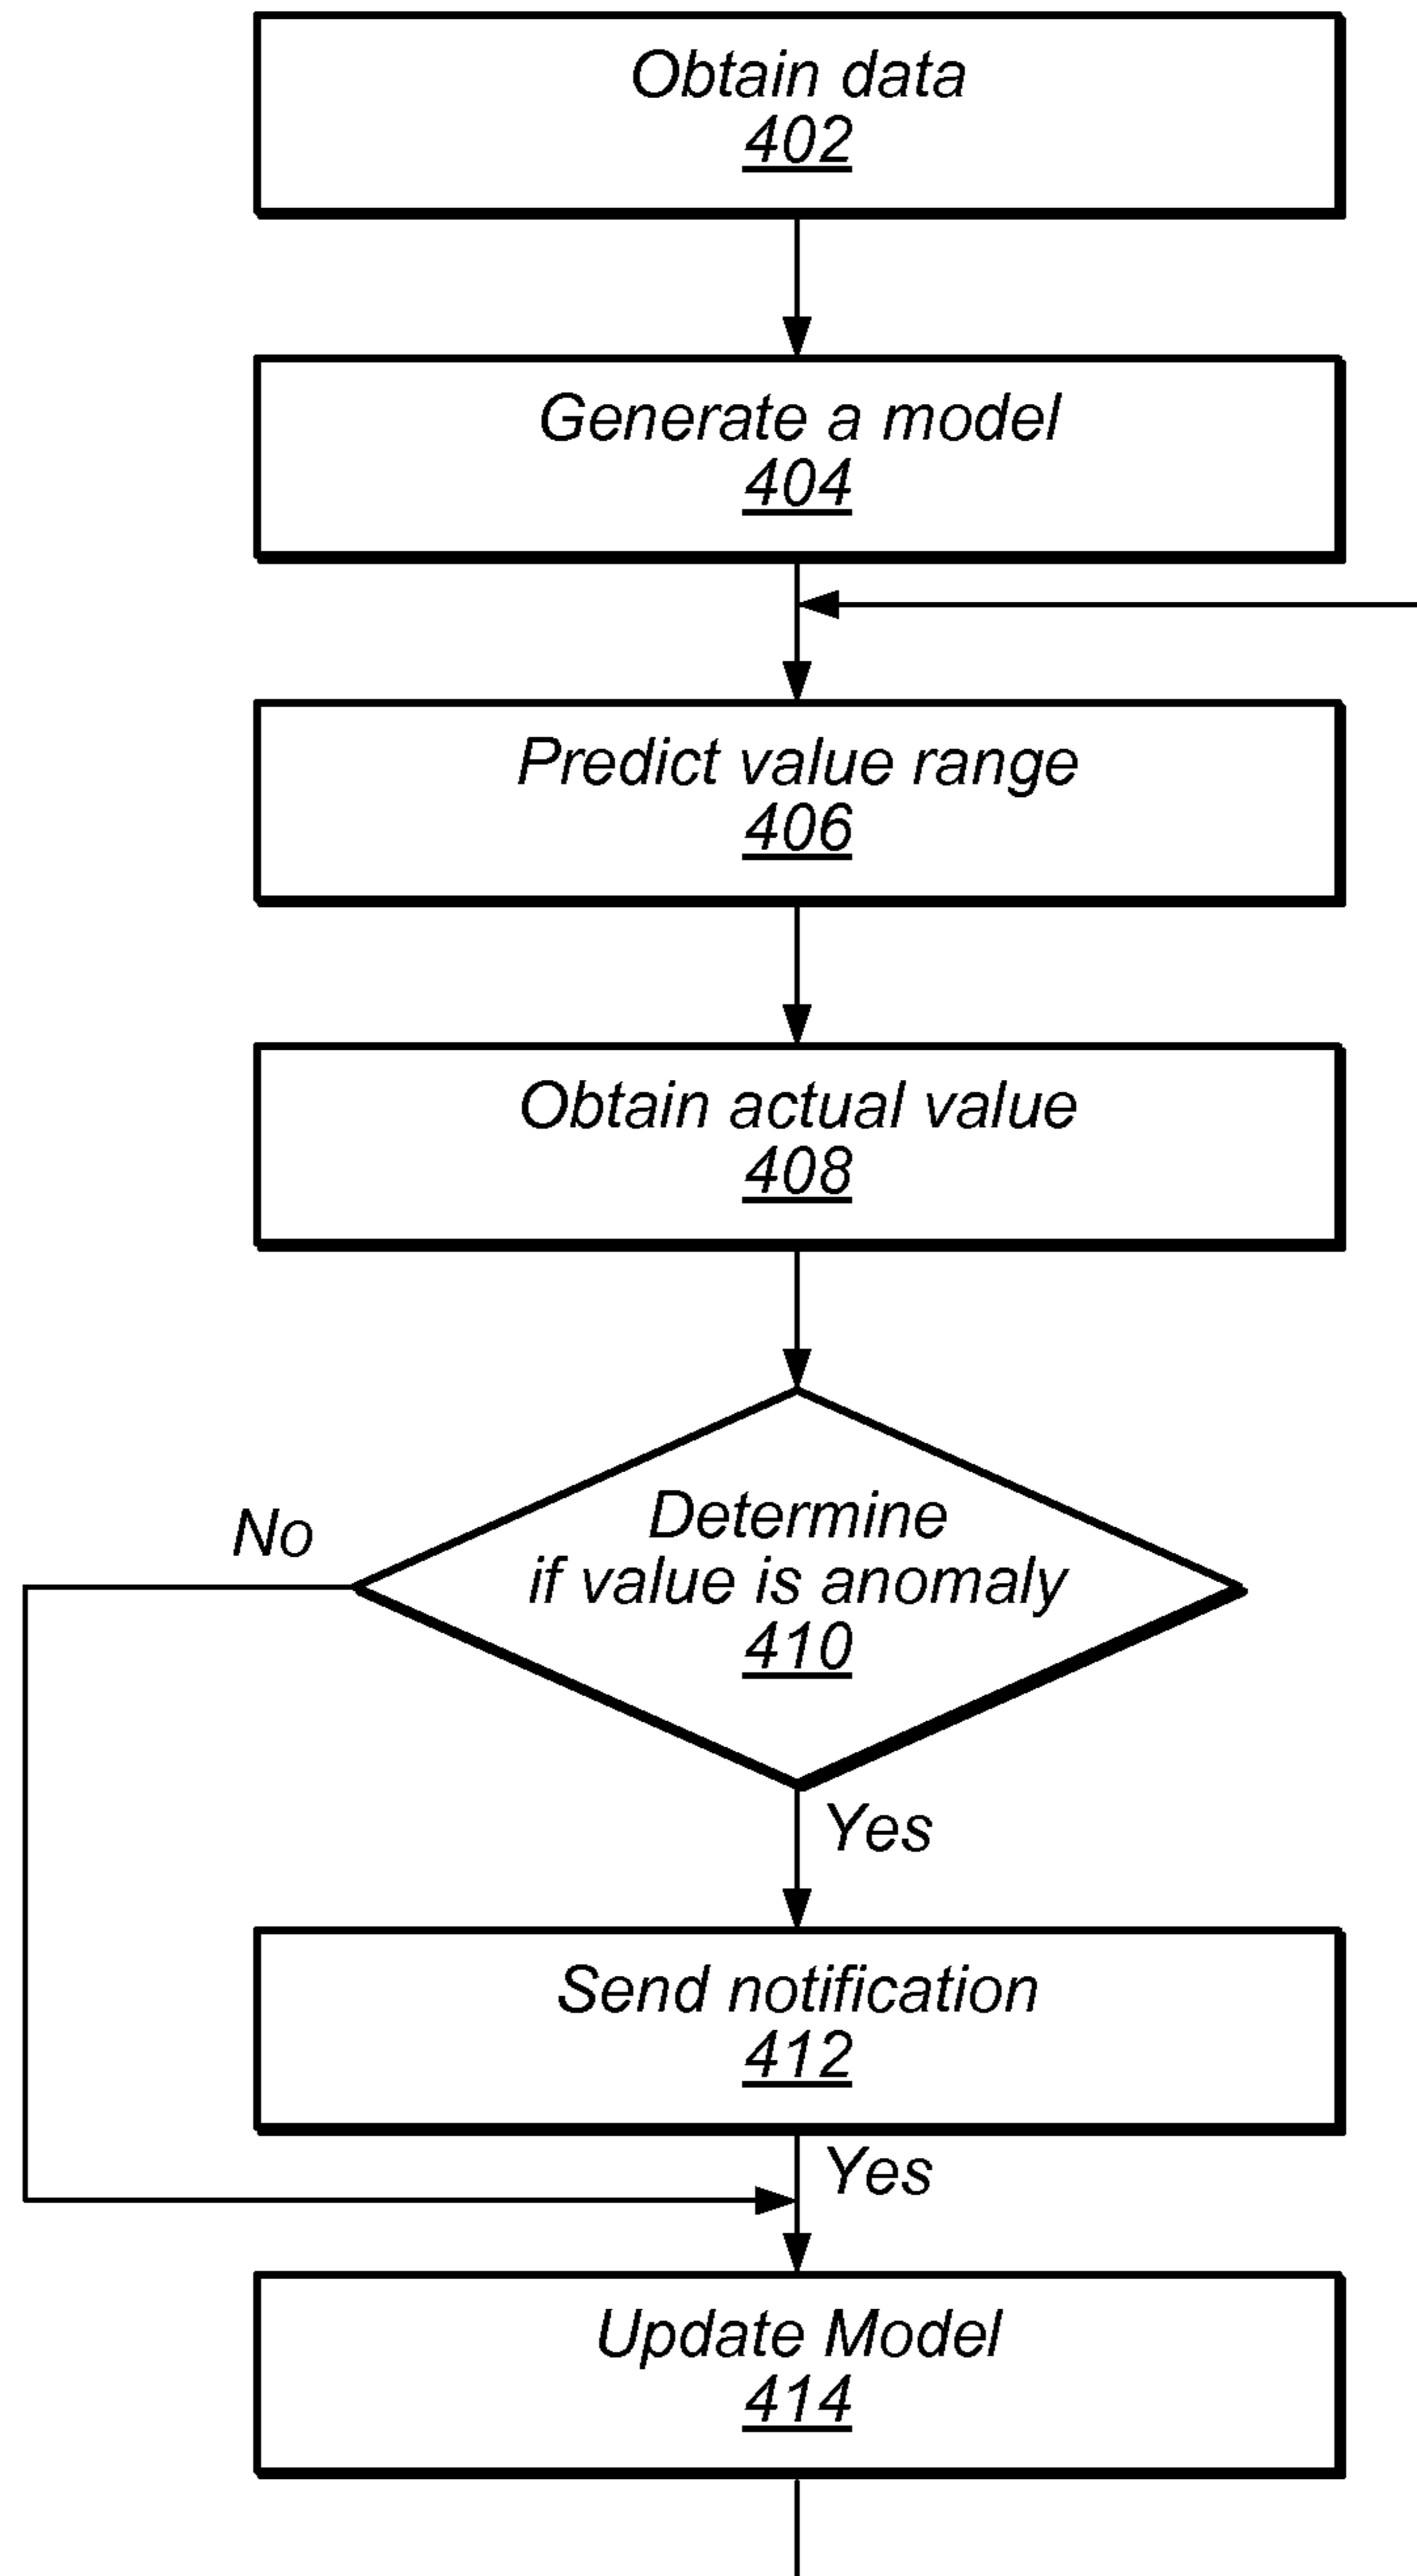 Obtain data
402
Generate a model
404
Predict value range
406
Obtain actual value
408
Determine
if value is anomaly
410
No
Yes
Send notification
412
Yes
Update Model
414